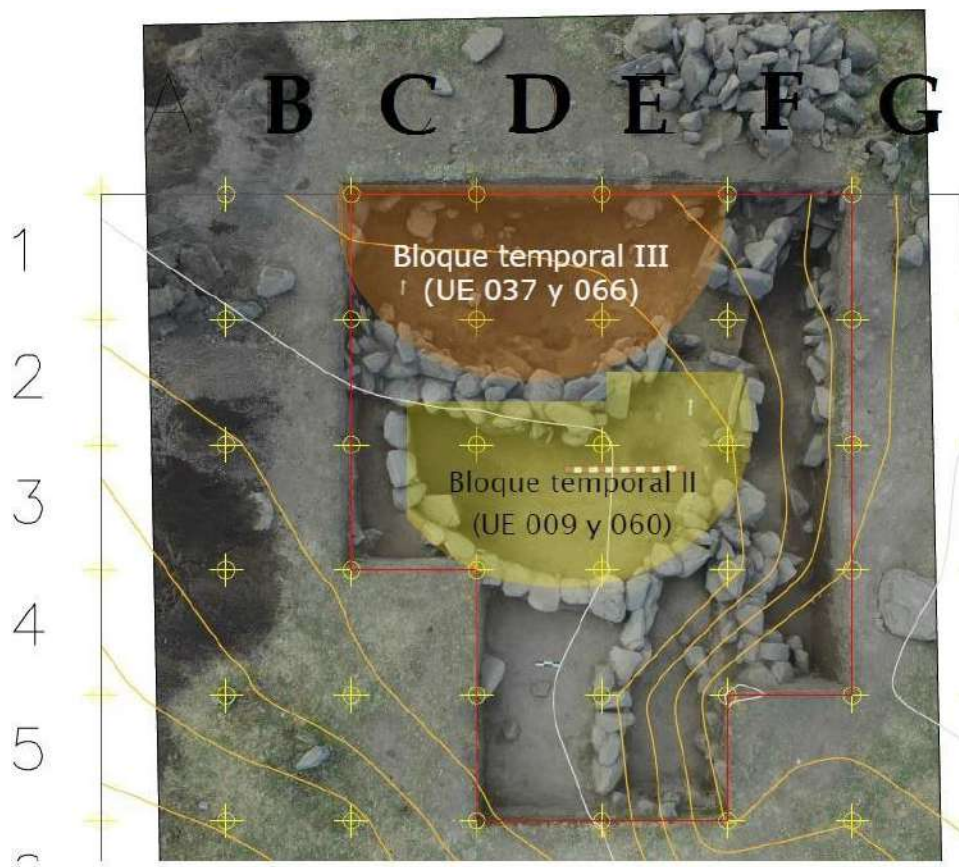 A B C D E F G
1
Bloque temporal III
(UE 037 y 066)
2
3
Bloque temporal II
(UE 009 y 060)
4
5